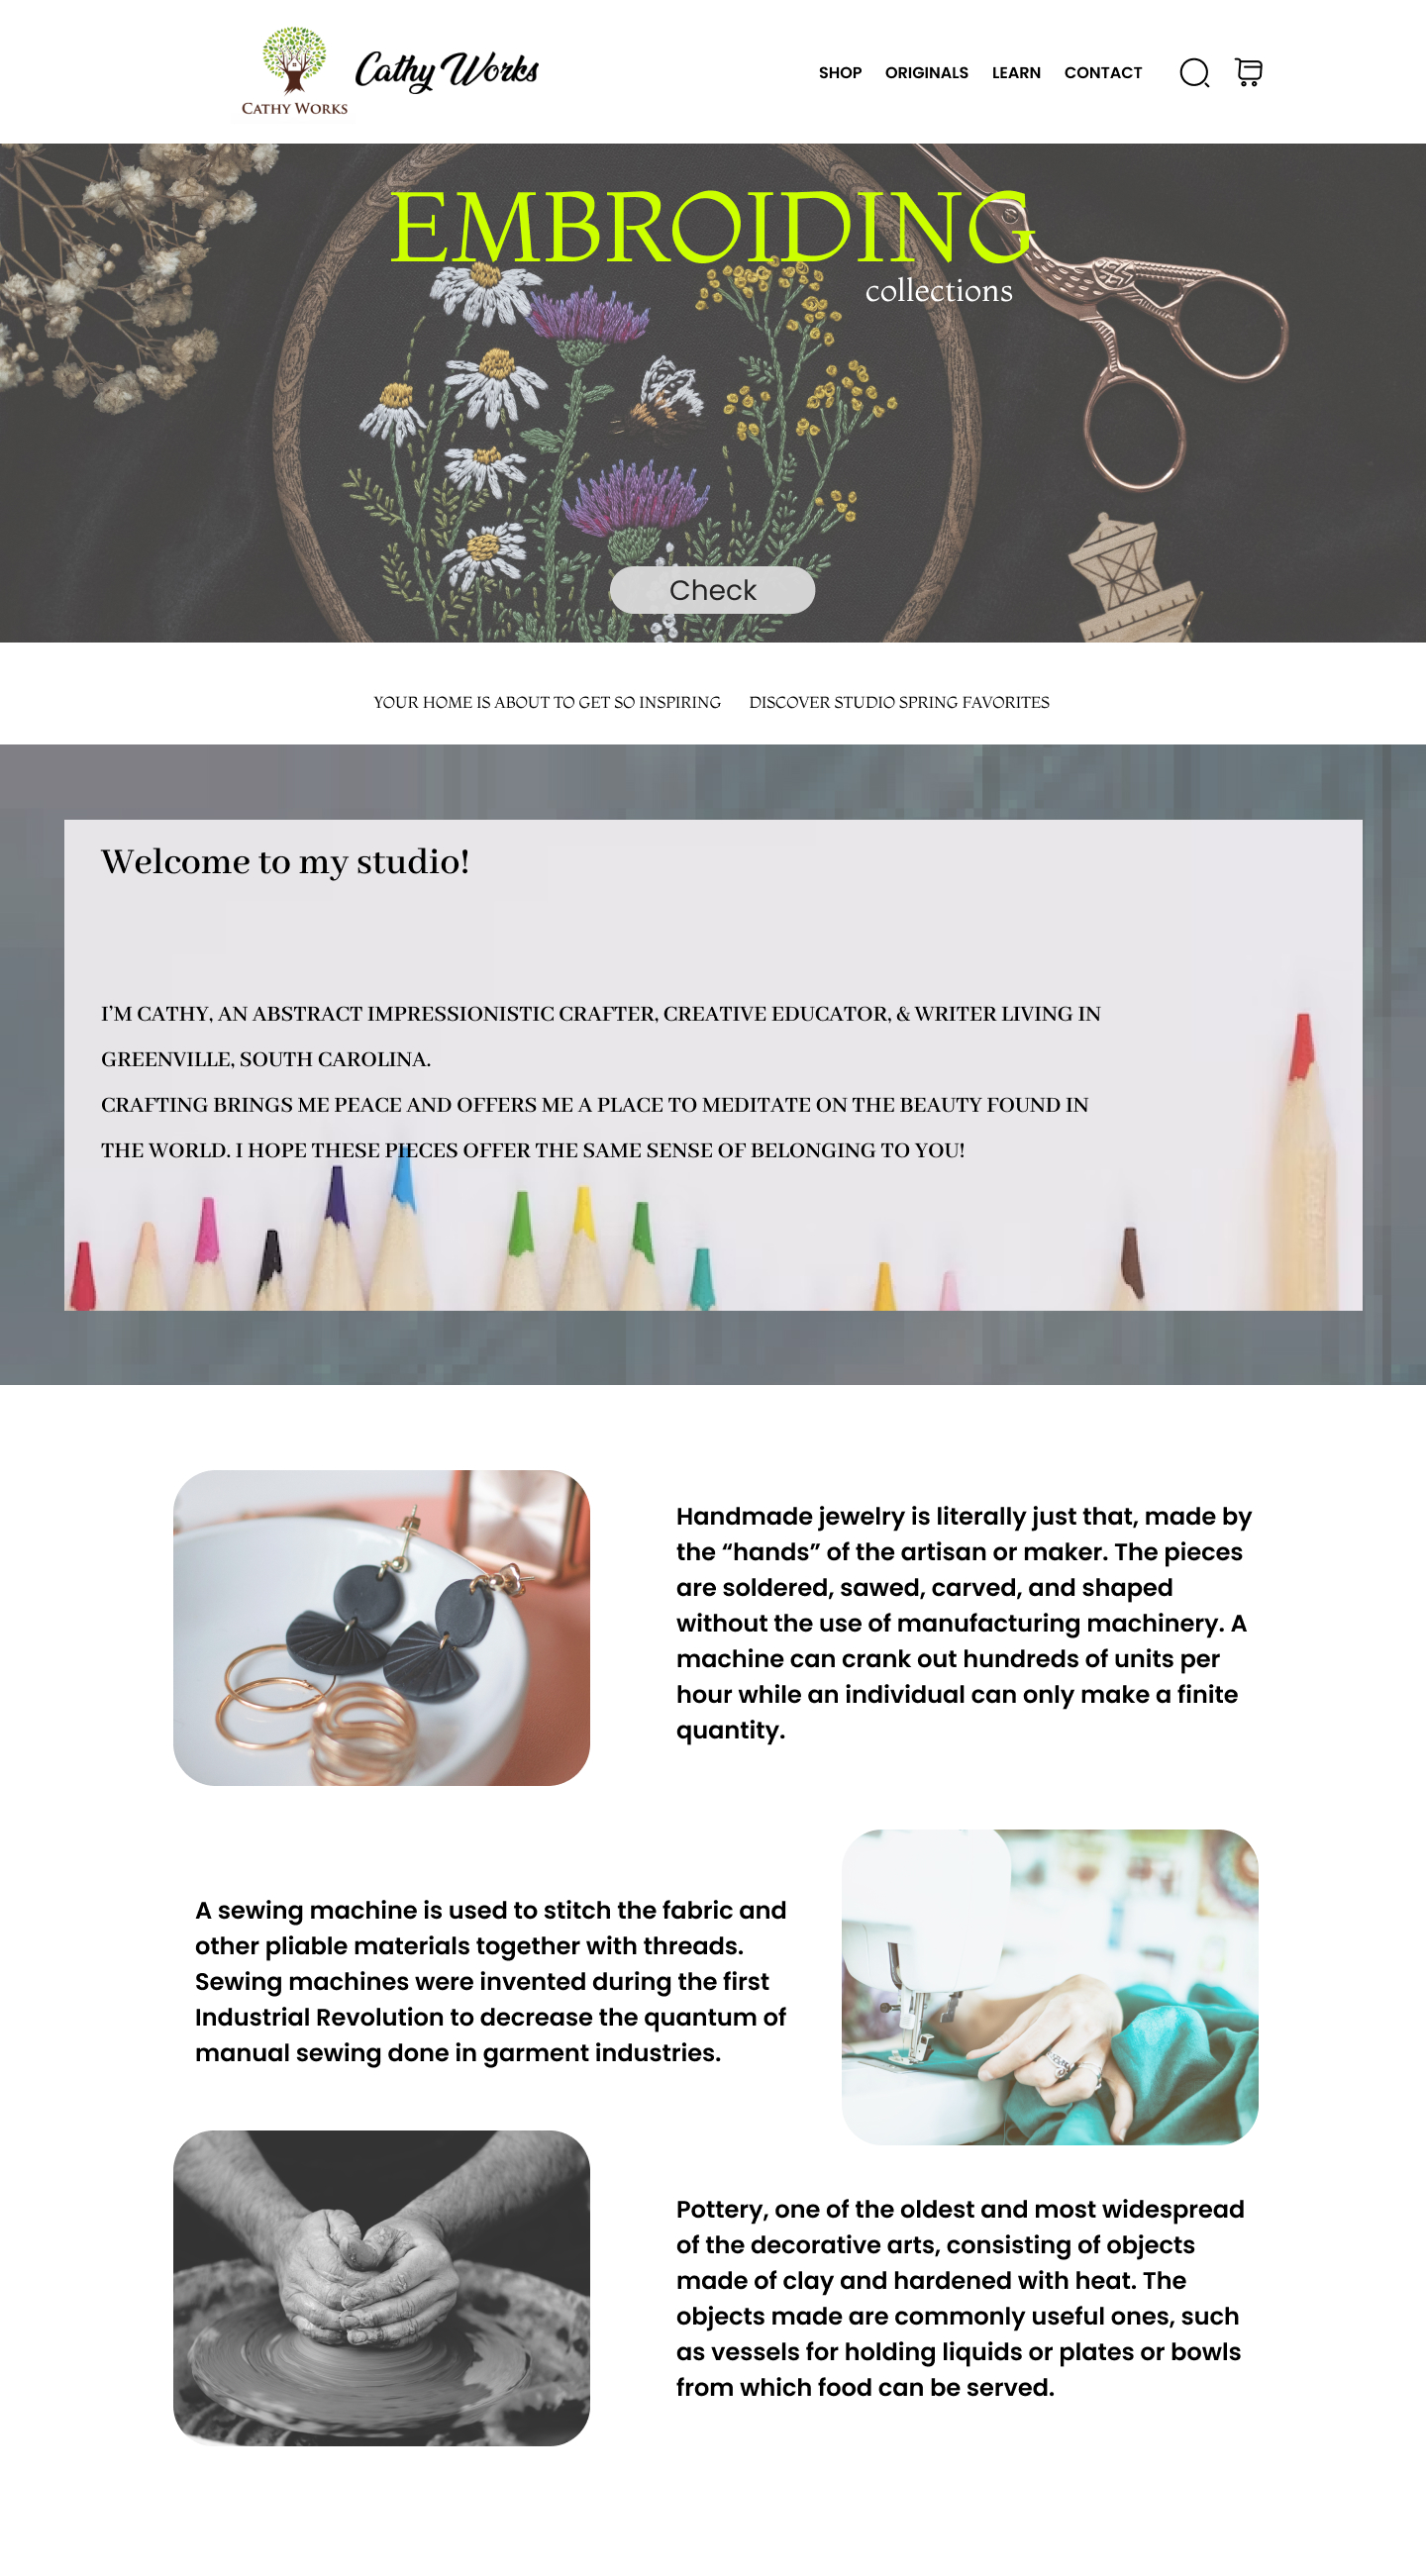 CATHY WORKS
Cathy Works
SHOP ORIGINALS LEARN CONTACT
EMBROIDING
collections
Check
YOUR HOME IS ABOUT TO GET SO INSPIRING DISCOVER STUDIO SPRING FAVORITES
Welcome to my studio!
I'M CATHY, AN ABSTRACT IMPRESSIONISTIC CRAFTER, CREATIVE EDUCATOR, & WRITER LIVING IN
GREENVILLE, SOUTH CAROLINA.
CRAFTING BRINGS ME PEACE AND OFFERS ME A PLACE TO MEDITATE ON THE BEAUTY FOUND IN
THE WORLD. I HOPE THESE PIECES OFFER THE SAME SENSE OF BELONGING TO YOU!
Handmade jewelry is literally just that, made by
the “hands” of the artisan or maker. The pieces
are soldered, sawed, carved, and shaped
without the use of manufacturing machinery. A
machine can crank out hundreds of units per
hour while an individual can only make a finite
quantity.
A sewing machine is used to stitch the fabric and
other pliable materials together with threads.
Sewing machines were invented during the first
Industrial Revolution to decrease the quantum of
manual sewing done in garment industries.
Pottery, one of the oldest and most widespread
of the decorative arts, consisting of objects
made of clay and hardened with heat. The
objects made are commonly useful ones, such
as vessels for holding liquids or plates or bowls
from which food can be served.